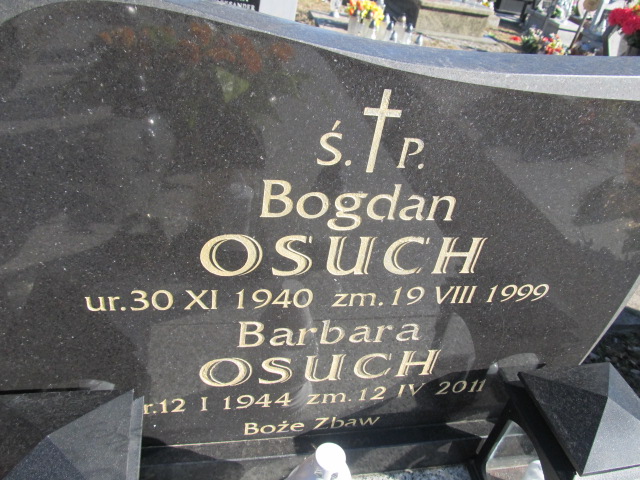 Ś. P.
Bogdan
OSUCH
ur. 30 XI 1940 zm. 19 VIII 1999
Barbara
OSUCH
r. 12 I 1944 zm. 12 IV 2011
Boże Zbaw